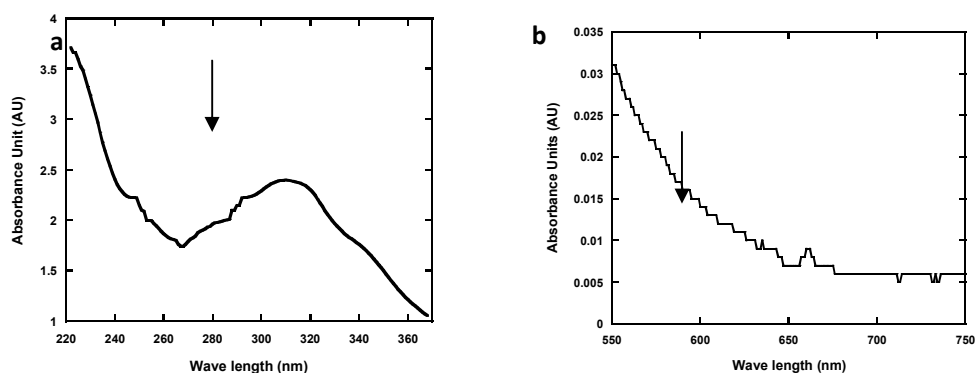 a
Absorbance Unit (AU)
4
3.5
3
2.5
2
1.5
1
220 240 260 280 300 320 340 360
Wave length (nm)
b
Absorbance Units (AU)
0.035
0.03
0.025
0.02
0.015
0.01
0.005
0
550 600 650 700 750
Wave length (nm)